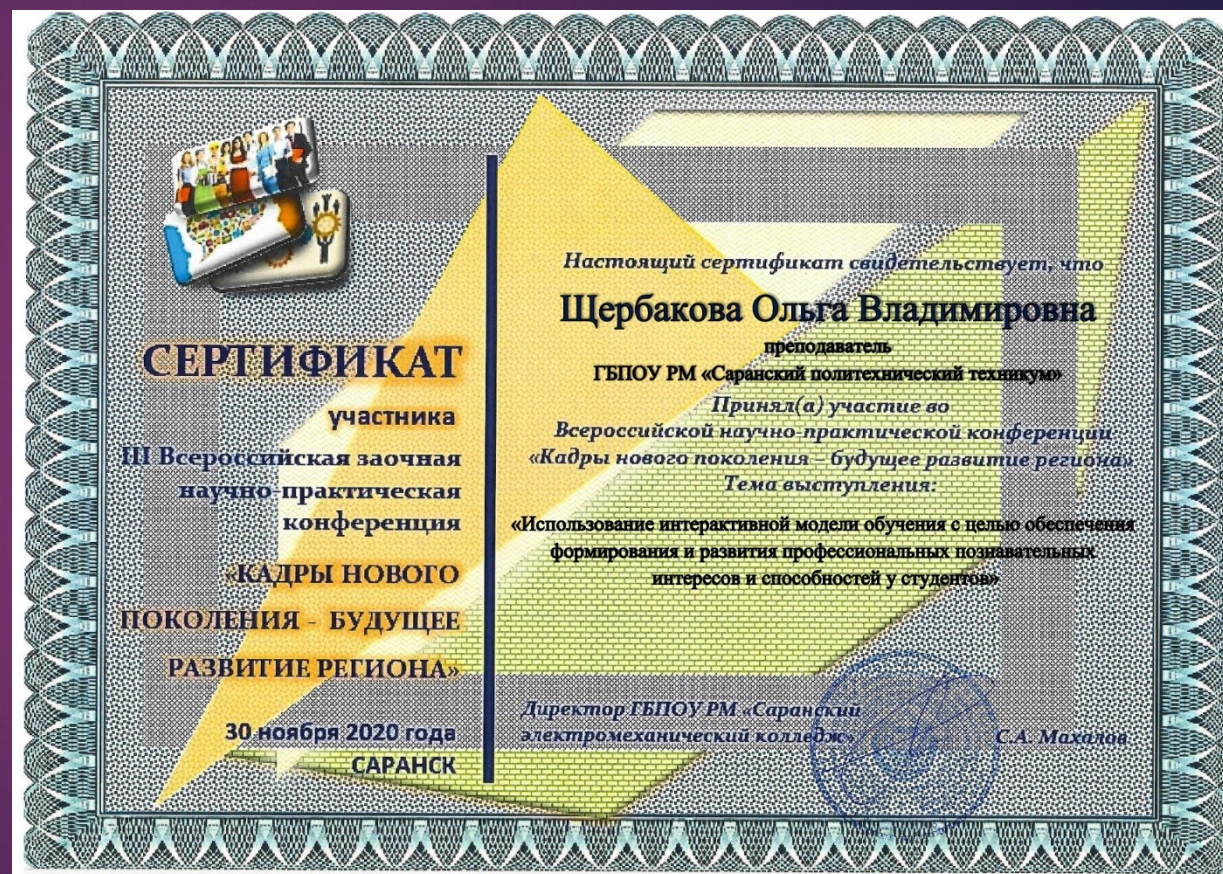 СЕРТИФИКАТ
участника
III Всероссийская заочная
научно-практическая
конференция
«КАДРЫ НОВОГО
ПОКОЛЕНИЯ - БУДУЩЕЕ
РАЗВИТИЕ РЕГИОНА»
30 ноября 2020 года
САРАНСК
Настоящий сертификат свидетельствует, что
Щербакова Ольга Владимировна
преподаватель
ГБПОУ РМ «Саранский политехнический техникум»
Принял(а) участие во
Всероссийской научно-практической конференции
«Кадры нового поколения – будущее развитие региона»
Тема выступления:
«Использование интерактивной модели обучения с целью обеспечения
формирования и развития профессиональных познавательных
интересов и способностей у студентов»
Директор ГБПОУ РМ «Саранский
электромеханический колледж» С.А. Махалов